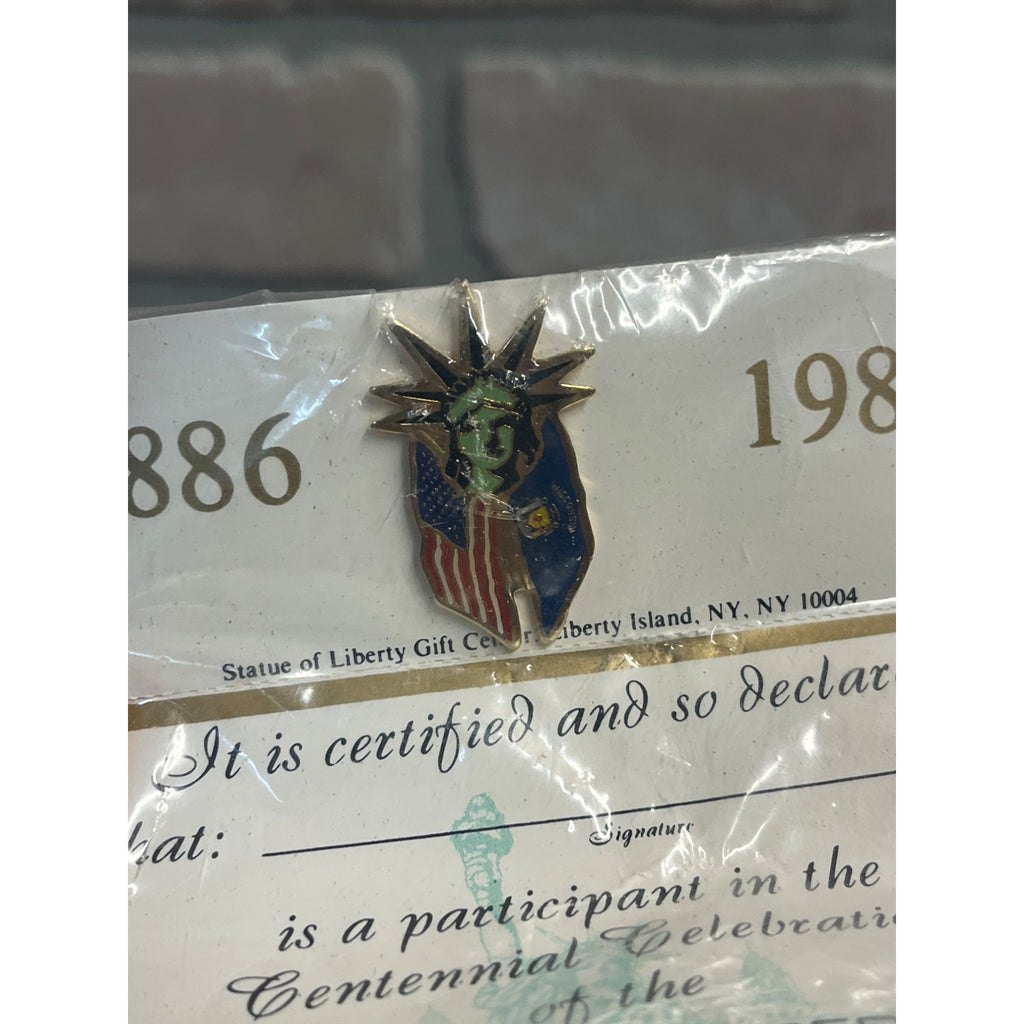 886
198
Statue of Liberty Gift Center, Liberty Island, NY, NY 10004
It is certified and so declar
hat:
Signature
is a participant in the
Centennial Celebrati
of the